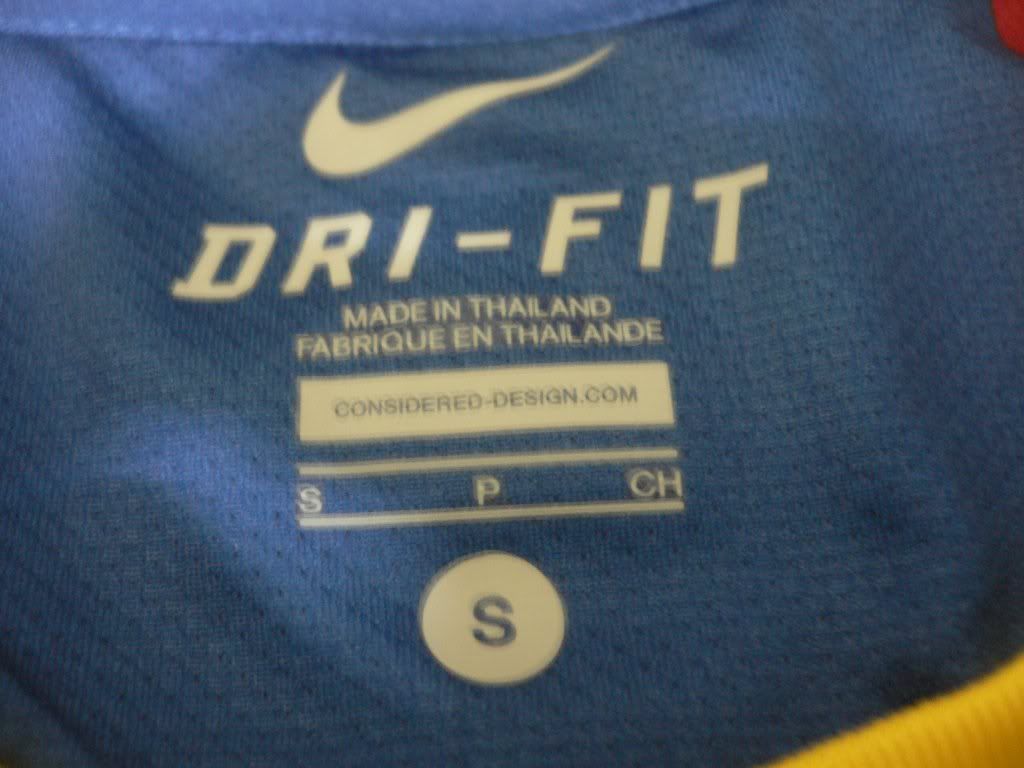 DRI-FIT
MADE IN THAILAND
FABRIQUE EN THAILANDE
CONSIDERED-DESIGN.COM
S P CH
S